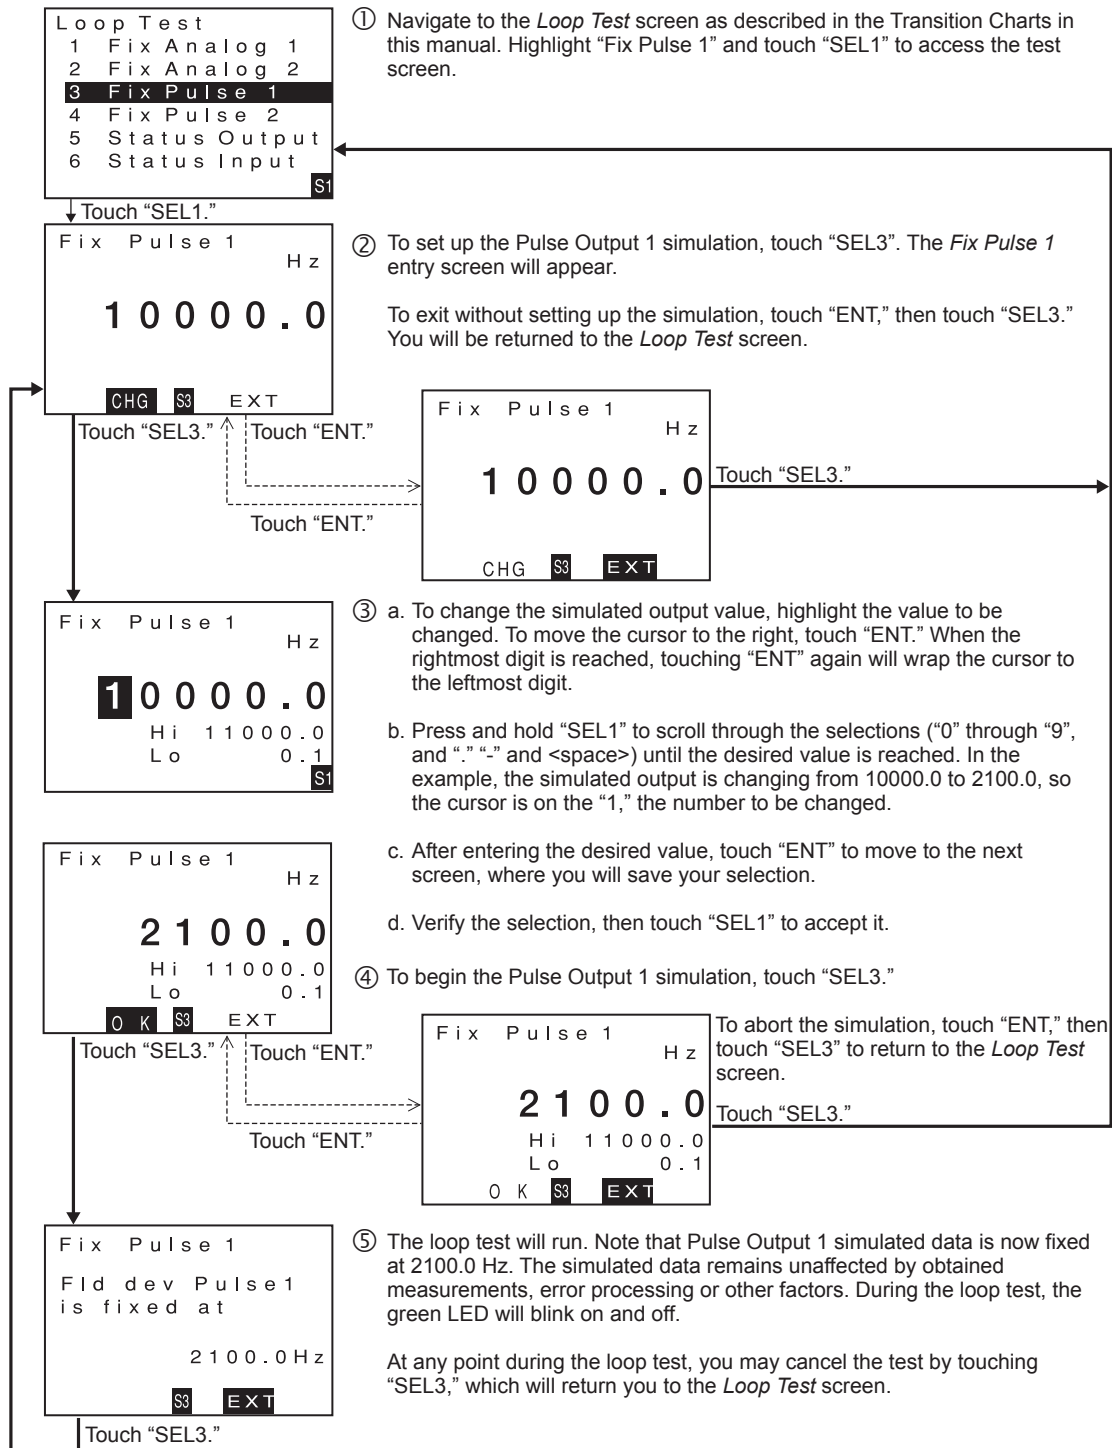 Loop Test
1 Fix Analog 1
2 Fix Analog 2
3 Fix Pulse 1
4 Fix Pulse 2
5 Status Output
6 Status Input
S1
① Navigate to the Loop Test screen as described in the Transition Charts in
this manual. Highlight “Fix Pulse 1” and touch “SEL1” to access the test
screen.
Touch “SEL1.”
Fix Pulse 1
Hz
10000.0
CHG S3 EXT
② To set up the Pulse Output 1 simulation, touch “SEL3”. The Fix Pulse 1
entry screen will appear.
To exit without setting up the simulation, touch “ENT,” then touch “SEL3.”
You will be returned to the Loop Test screen.
Touch “SEL3.”
Touch “ENT.”
Touch “ENT.”
Fix Pulse 1
Hz
10000.0
CHG S3 EXT
Touch “SEL3.”
Fix Pulse 1
Hz
10000.0
Hi 11000.0
Lo 0.1
S1
③ a. To change the simulated output value, highlight the value to be
changed. To move the cursor to the right, touch “ENT.” When the
rightmost digit is reached, touching “ENT” again will wrap the cursor to
the leftmost digit.
b. Press and hold “SEL1” to scroll through the selections (“0” through “9”,
and “.” “-” and <space>) until the desired value is reached. In the
example, the simulated output is changing from 10000.0 to 2100.0, so
the cursor is on the “1,” the number to be changed.
c. After entering the desired value, touch “ENT” to move to the next
screen, where you will save your selection.
d. Verify the selection, then touch “SEL1” to accept it.
Fix Pulse 1
Hz
2100.0
Hi 11000.0
Lo 0.1
OK S3 EXT
④ To begin the Pulse Output 1 simulation, touch “SEL3.”
Touch “SEL3.”
Touch “ENT.”
Touch “ENT.”
Fix Pulse 1
Hz
2100.0
Hi 11000.0
Lo 0.1
OK S3 EXT
To abort the simulation, touch “ENT,” then
touch “SEL3” to return to the Loop Test
screen.
Touch “SEL3.”
Fix Pulse 1
Fld dev Pulse1
is fixed at
2100.0Hz
S3 EXT
⑤ The loop test will run. Note that Pulse Output 1 simulated data is now fixed
at 2100.0 Hz. The simulated data remains unaffected by obtained
measurements, error processing or other factors. During the loop test, the
green LED will blink on and off.
At any point during the loop test, you may cancel the test by touching
“SEL3,” which will return you to the Loop Test screen.
Touch “SEL3.”